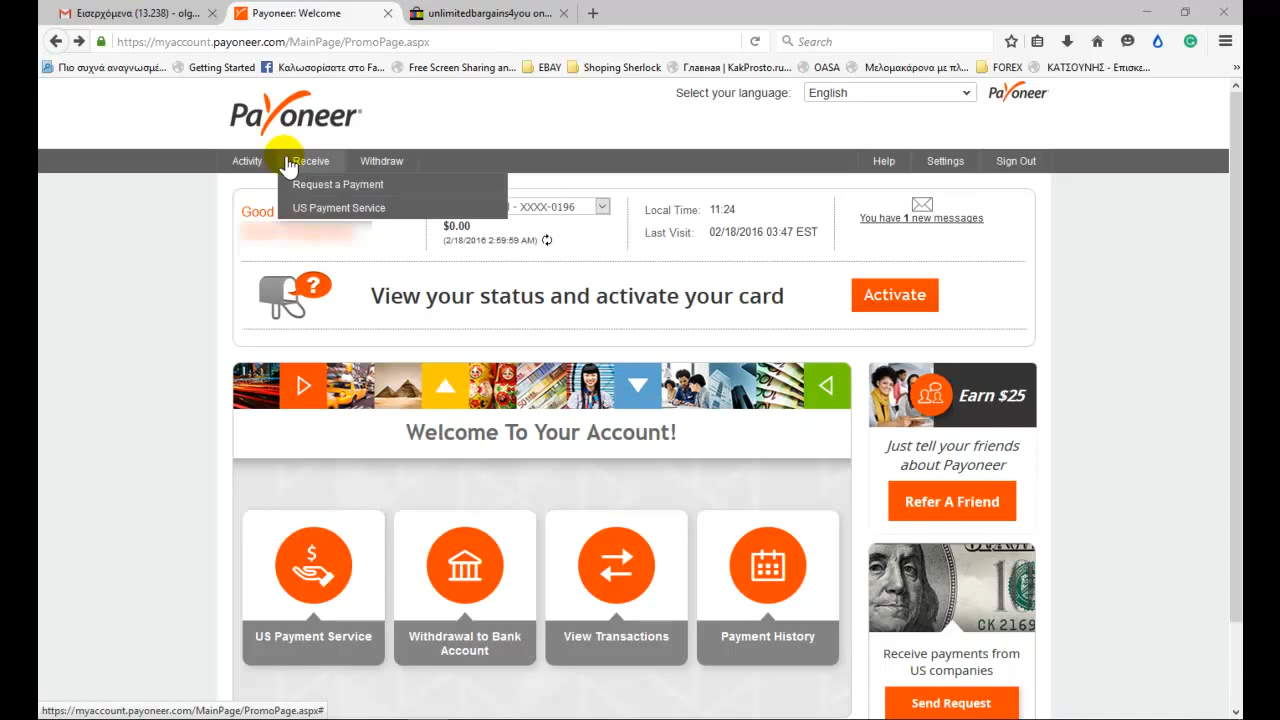 Εισερχόμενα (13.238) - olg...
Payoneer: Welcome
unlimitedbargains4you on...
https://myaccount.payoneer.com/MainPage/PromoPage.aspx
Search
Πιο συχνά αναγνωσμέ...
Getting Started
Καλωσορίσατε στο Fa...
Free Screen Sharing an...
EBAY
Shoping Sherlock
Главная | KakProsto.ru...
OASA
Μελομακάρονα με πλ...
FOREX
ΚΑΤΣΟΥΝΗΣ - Επισκε...
Payoneer
Select your language:
English
Payoneer
Activity
Receive
Withdraw
Help
Settings
Sign Out
Request a Payment
US Payment Service
Good
- XXXX-0196
$0.00
(2/18/2016 2:59:59 AM)
Local Time: 11:24
Last Visit: 02/18/2016 03:47 EST
You have 1 new messages
?
View your status and activate your card
Activate
Welcome To Your Account!
US Payment Service
Withdrawal to Bank
Account
View Transactions
Payment History
Earn $25
Just tell your friends
about Payoneer
Refer A Friend
CK 2169
Receive payments from
US companies
Send Request
https://myaccount.payoneer.com/MainPage/PromoPage.aspx#